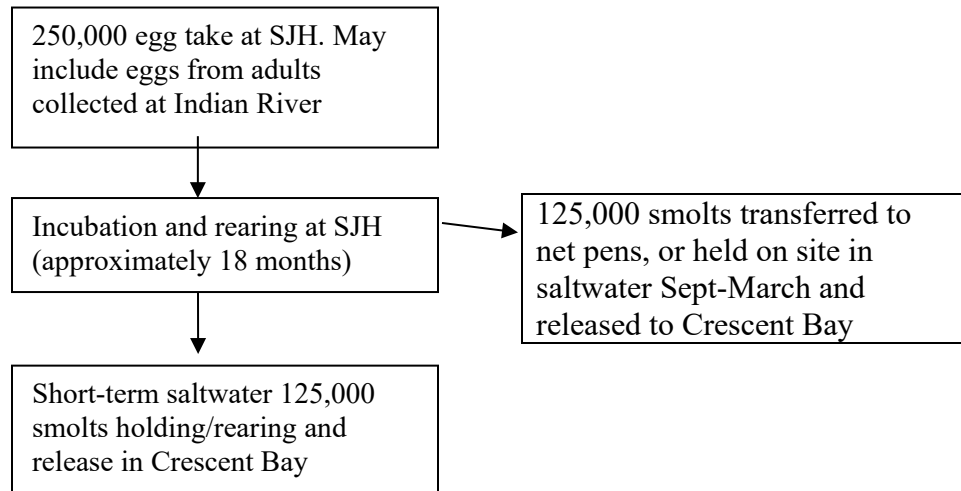 250,000 egg take at SJH. May
include eggs from adults
collected at Indian River
Incubation and rearing at SJH
(approximately 18 months)
125,000 smolts transferred to
net pens, or held on site in
saltwater Sept-March and
released to Crescent Bay
Short-term saltwater 125,000
smolts holding/rearing and
release in Crescent Bay